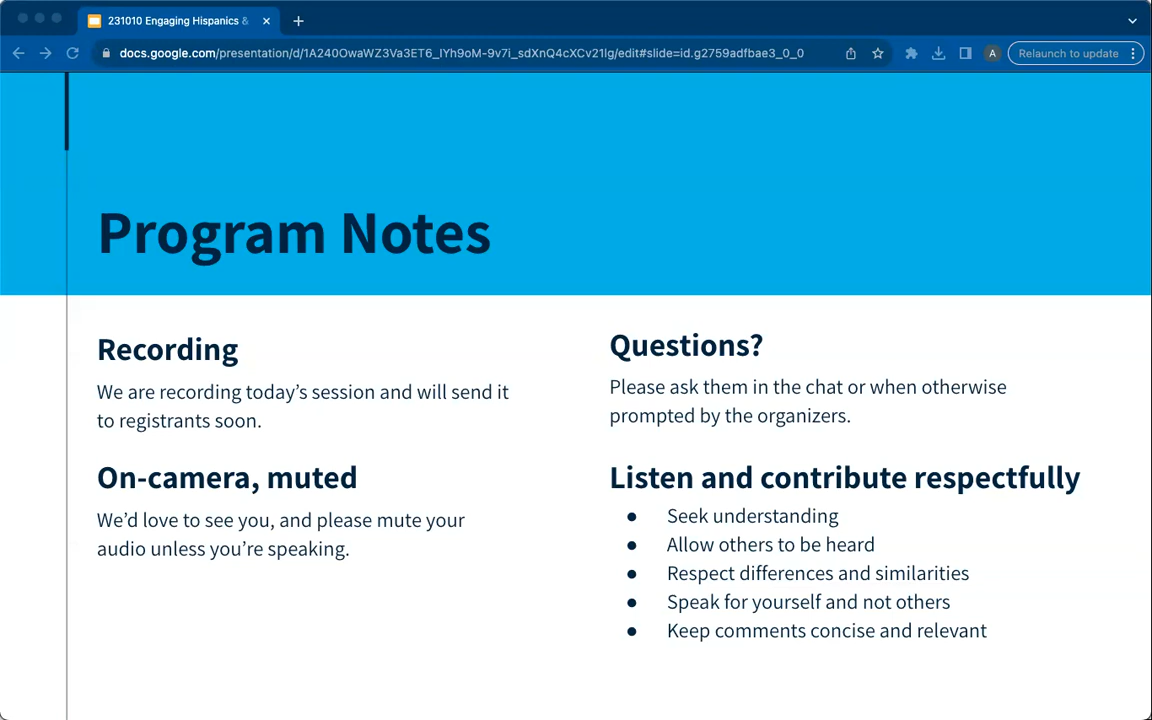 231010 Engaging Hispanics &
docs.google.com/presentation/d/1A240OwaWZ3Va3ET6_IYh9oM-9v7i_sdXnQ4cXCv21lg/edit#slide=id.g2759adfbae3_0_0
A
Relaunch to update
Program Notes
Recording
We are recording today’s session and will send it
to registrants soon.
On-camera, muted
We’d love to see you, and please mute your
audio unless you’re speaking.
Questions?
Please ask them in the chat or when otherwise
prompted by the organizers.
Listen and contribute respectfully
● Seek understanding
● Allow others to be heard
● Respect differences and similarities
● Speak for yourself and not others
● Keep comments concise and relevant